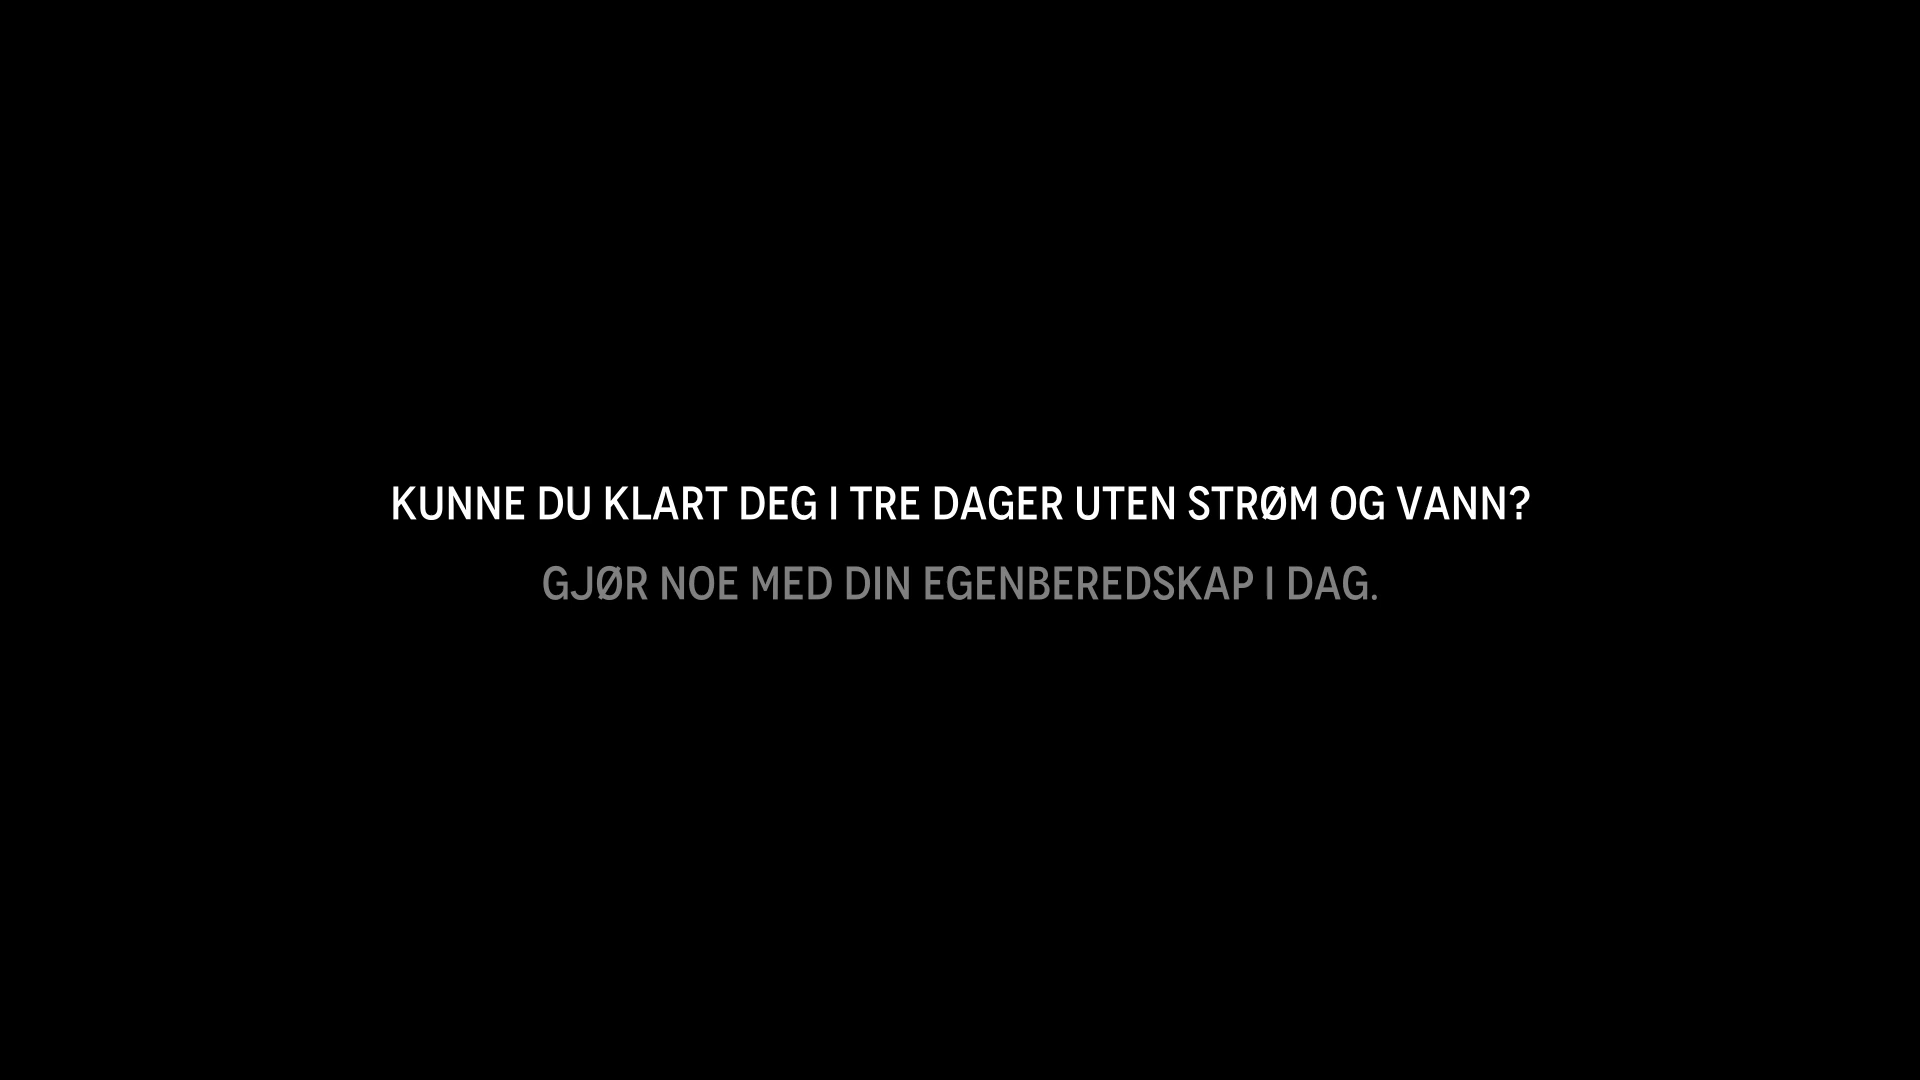 KUNNE DU KLART DEG I TRE DAGER UTEN STRØM OG VANN?
GJØR NOE MED DIN EGENBEREDSKAP I DAG.